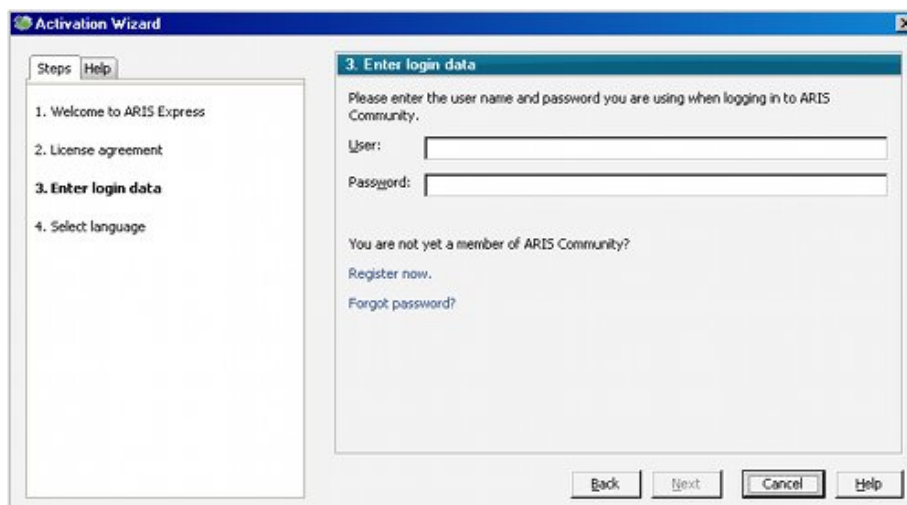 Activation Wizard
Steps Help
1. Welcome to ARIS Express
2. License agreement
3. Enter login data
4. Select language
3. Enter login data
Please enter the user name and password you are using when logging in to ARIS
Community.
User:
Password:
You are not yet a member of ARIS Community?
Register now.
Forgot password?
Back Next Cancel Help